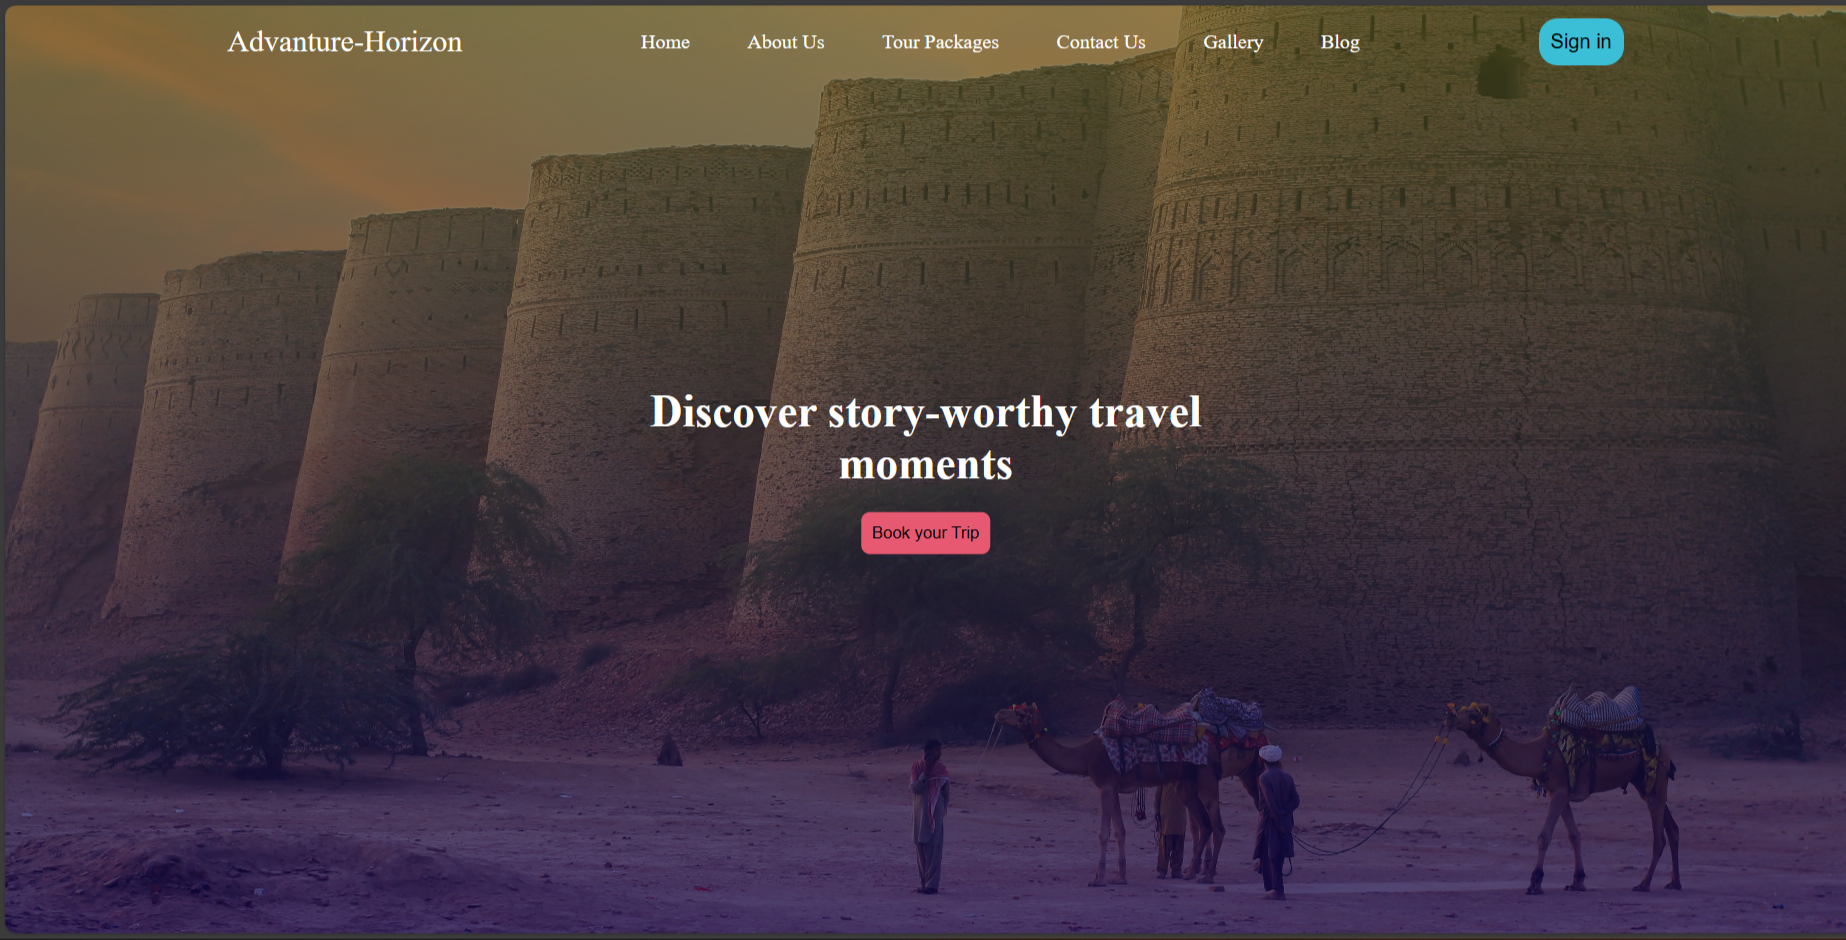 Advanture-Horizon
Home About Us Tour Packages Contact Us Gallery Blog
Sign in
Discover story-worthy travel
moments
Book your Trip